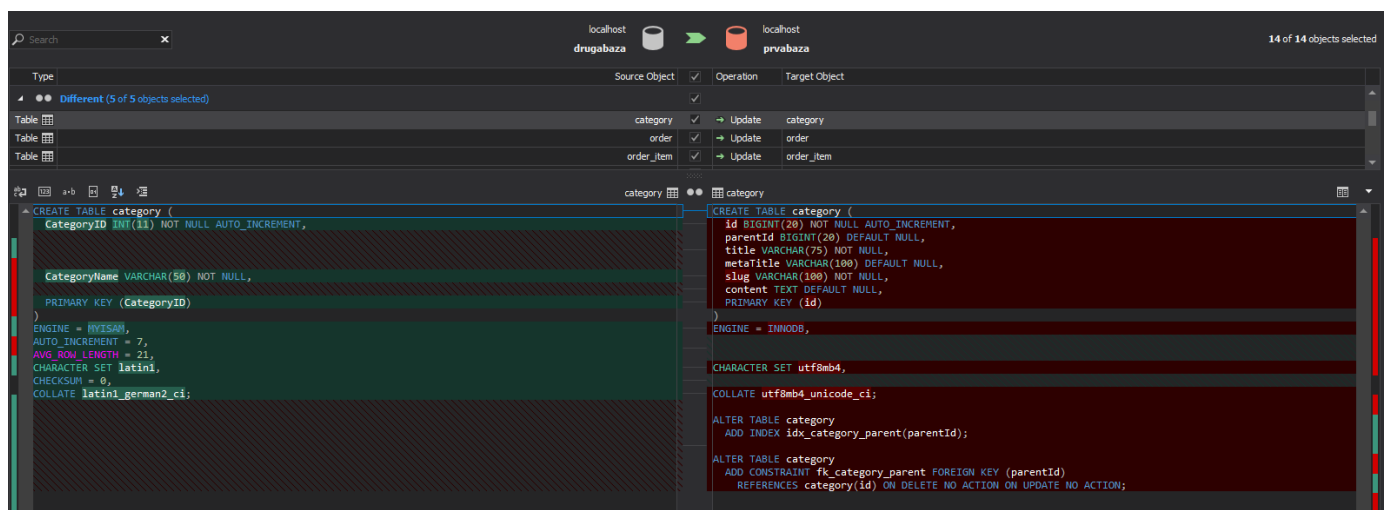 Search
localhost
drugabaza
localhost
prvabaza
14 of 14 objects selected
Type
Source Object
Operation
Target Object
Different (5 of 5 objects selected)
Table
category
Update
category
Table
order
Update
order
Table
order_item
Update
order_item
category
category
CREATE TABLE category (
CategoryID INT(11) NOT NULL AUTO_INCREMENT,
CategoryName VARCHAR(50) NOT NULL,
PRIMARY KEY (CategoryID)
)
ENGINE = MYISAM,
AUTO_INCREMENT = 7,
AVG_ROW_LENGTH = 21,
CHARACTER SET latin1,
CHECKSUM = 0,
COLLATE latin1_german2_ci;
CREATE TABLE category (
id BIGINT(20) NOT NULL AUTO_INCREMENT,
parentId BIGINT(20) DEFAULT NULL,
title VARCHAR(75) NOT NULL,
metaTitle VARCHAR(100) DEFAULT NULL,
slug VARCHAR(100) NOT NULL,
content TEXT DEFAULT NULL,
PRIMARY KEY (id)
)
ENGINE = INNODB,
CHARACTER SET utf8mb4,
COLLATE utf8mb4_unicode_ci;
ALTER TABLE category
ADD INDEX idx_category_parent(parentId);
ALTER TABLE category
ADD CONSTRAINT fk_category_parent FOREIGN KEY (parentId)
REFERENCES category(id) ON DELETE NO ACTION ON UPDATE NO ACTION;